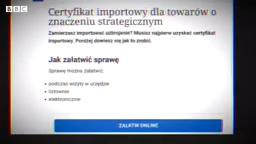 BBC
Certyfikat importowy dla towarów o
znaczeniu strategicznym
Zamierzasz importować uzbrojenie? Musisz najpierw uzyskać certyfikat
importowy. Poniżej dowiesz się jak to zrobić.
Jak załatwić sprawę
Sprawę można załatwić:
podczas wizyty w urzędzie
listownie
elektronicznie
ZAŁATW ONLINE